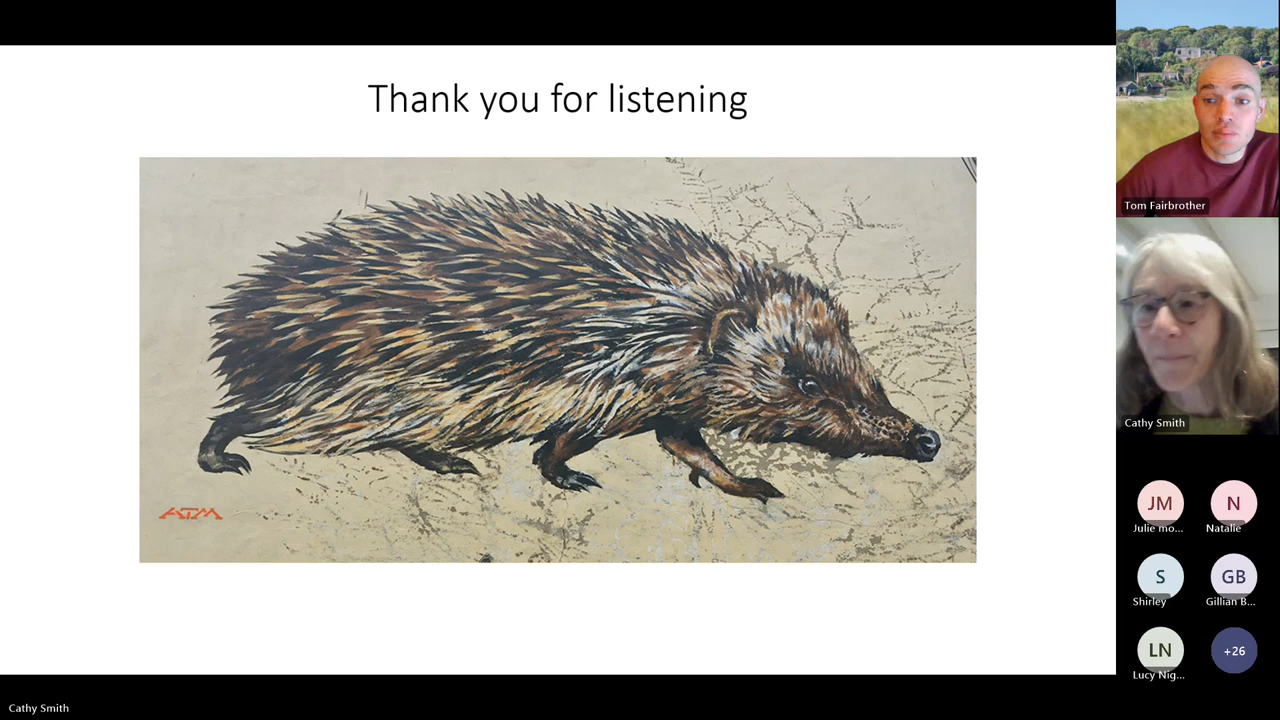 Thank you for listening
ATM
Tom Fairbrother
Cathy Smith
JM
Julie mo...
N
Natalie
S
Shirley
GB
Gillian B...
LN
Lucy Nig...
+26
Cathy Smith